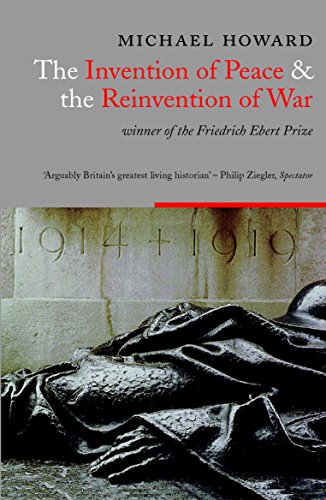 MICHAEL HOWARD
The Invention of Peace &
the Reinvention of War
winner of the Friedrich Ebert Prize
‘Arguably Britain’s greatest living historian’ – Philip Ziegler, Spectator
1914 + 1919